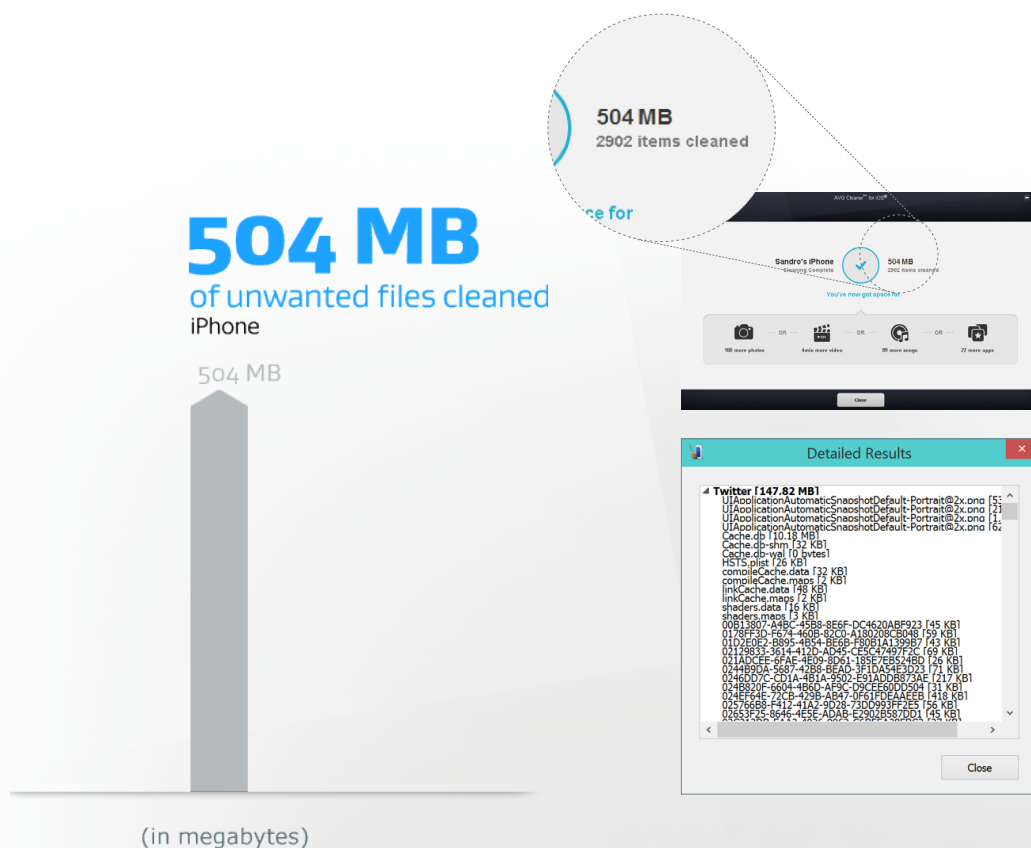 504 MB
2902 items cleaned
ce for
504 MB
of unwanted files cleaned
iPhone
504 MB
(in megabytes)
AVG Cleaner™ for iOS®
Sandro's iPhone
Cleaning Complete
504 MB
2902 items cleaned
You've now got space for
OR
OR
OR
more photos
4min more video
89 more songs
22 more apps
Close
Detailed Results
Twitter [147.82 MB]
UIApplicationAutomaticSnapshotDefault-Portrait@2x.png [53
UIApplicationAutomaticSnapshotDefault-Portrait@2x.png [21
UIApplicationAutomaticSnapshotDefault-Portrait@2x.png [1.
UIApplicationAutomaticSnapshotDefault-Portrait@2x.png [62
Cache.db [10.18 MB]
Cache.db-shm [32 KB]
Cache.db-wal [0 bytes]
HSTS.plist [26 KB]
compileCache.data [32 KB]
compileCache.maps [2 KB]
linkCache.data [48 KB]
linkCache.maps [2 KB]
shaders.data [16 KB]
shaders.maps [3 KB]
00B13807-A4BC-45B8-8E6F-DC4620ABF923 [45 KB]
0178FF3D-F674-460B-82C0-A180208CB048 [59 KB]
01D2E0E2-B895-4B54-BE6B-F80B1A1399B7 [43 KB]
02129833-3614-412D-AD45-CE5C47497F2C [69 KB]
021ADCEE-6FAE-4E09-8D61-185E7EB524BD [26 KB]
0244B9DA-5687-42B8-BEAD-3F1DA54E3D23 [71 KB]
0246DD7C-CD1A-4B1A-9502-E91ADDB873AE [217 KB]
024B820F-6604-4B6D-AF9C-D9CEE60DD504 [31 KB]
024EF64E-72CB-429B-AB47-0F61FDEAAEEB [418 KB]
025766B8-F412-41A2-9D28-73DD993FF2E5 [56 KB]
02653F25-8646-4E5E-ADAB-E2902B587DD1 [45 KB]
Close